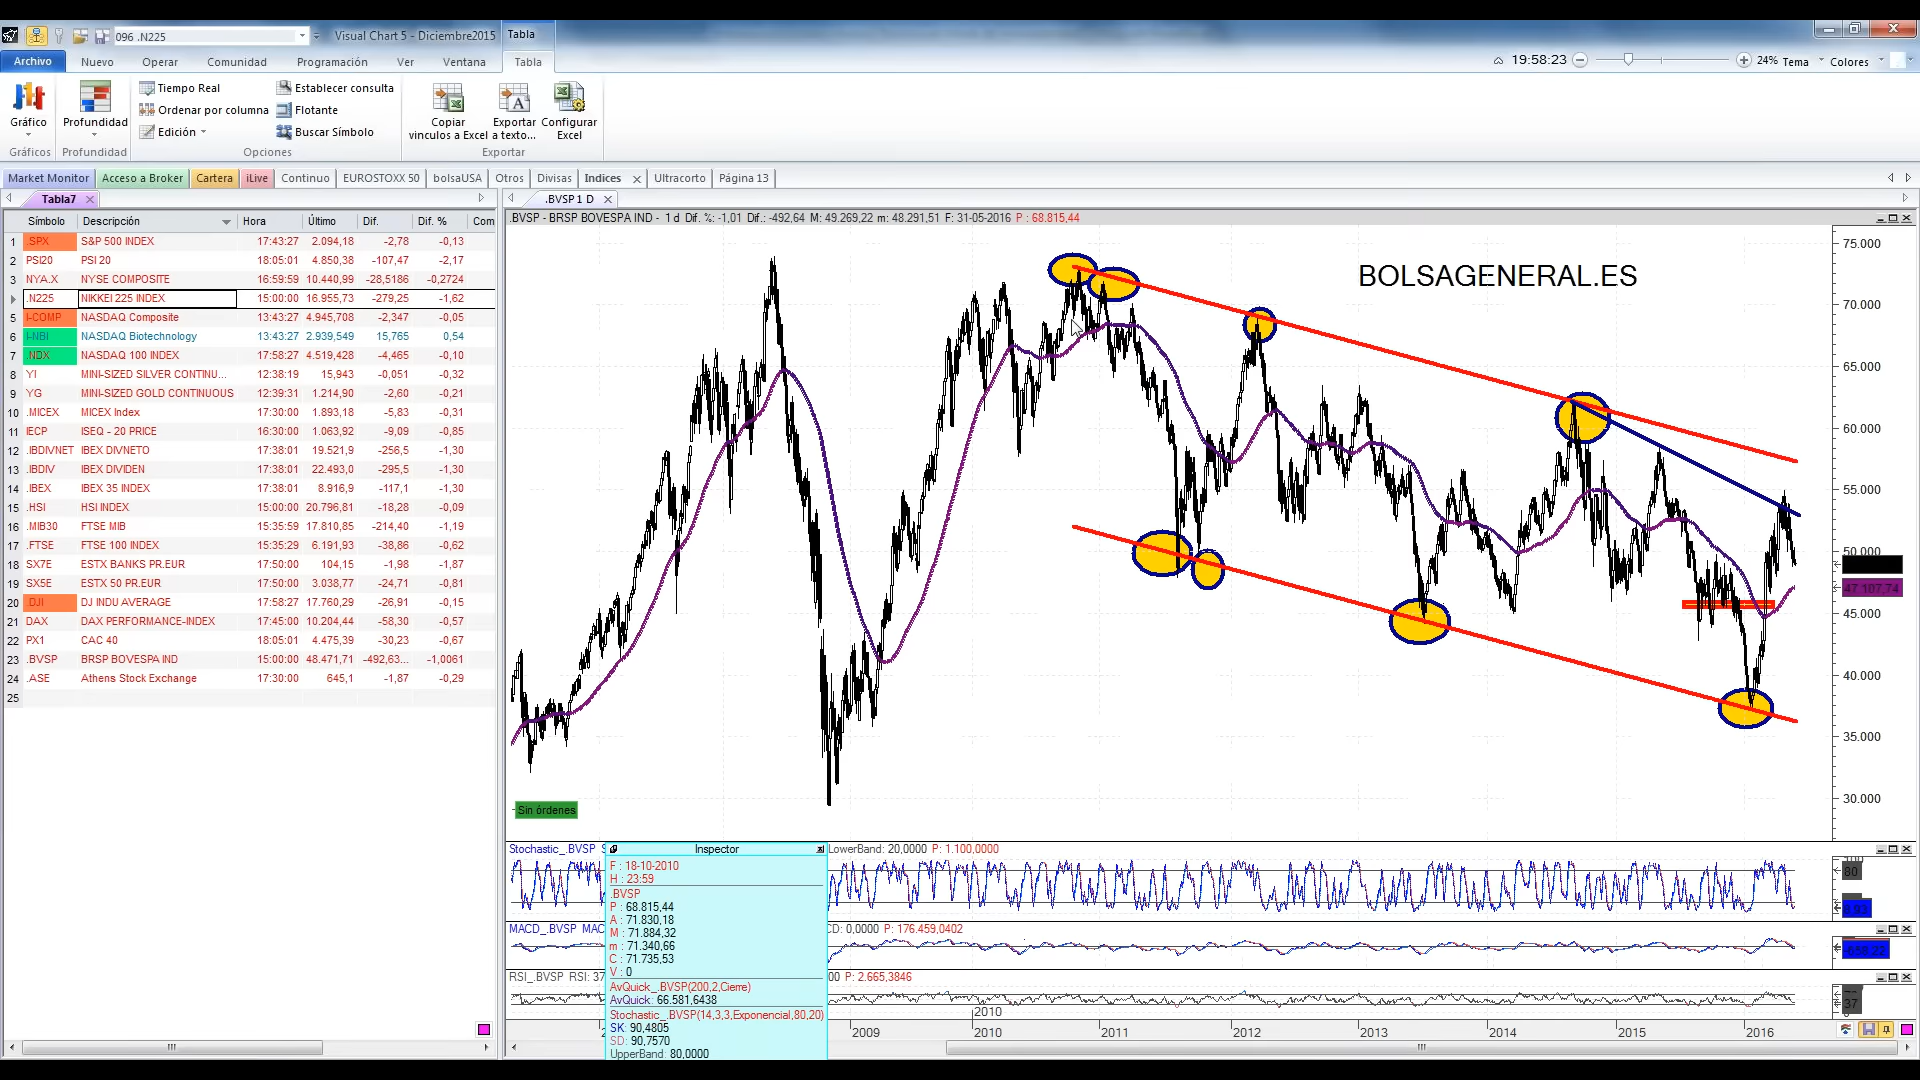 096 .N225
Visual Chart 5 - Diciembre2015
Tabla
Archivo Nuevo Operar Comunidad Programación Ver Ventana Tabla
19:58:23 24% Tema Colores
Gráfico
Profundidad
Tiempo Real
Ordenar por columna
Edición
Establecer consulta
Flotante
Buscar Símbolo
Copiar vínculos a Excel
Exportar a texto...
Configurar Excel
Gráficos Profundidad Opciones Exportar
Market Monitor Acceso a Broker Cartera iLive Continuo EUROSTOXX 50 bolsaUSA Otros Divisas Indices Ultracorto Página 13
Tabla7
Símbolo Descripción Hora Último Dif. Dif. % Com
1 .SPX S&P 500 INDEX 17:43:27 2.094,18 -2,78 -0,13
2 PSI20 PSI 20 18:05:01 4.850,38 -107,47 -2,17
3 NYA.X NYSE COMPOSITE 16:59:59 10.440,99 -28,5186 -0,2724
.N225 NIKKEI 225 INDEX 15:00:00 16.955,73 -279,25 -1,62
5 I-COMP NASDAQ Composite 13:43:27 4.945,708 -2,347 -0,05
6 I-NBI NASDAQ Biotechnology 13:43:27 2.939,549 15,765 0,54
7 .NDX NASDAQ 100 INDEX 17:58:27 4.519,428 -4,465 -0,10
8 YI MINI-SIZED SILVER CONTINU... 12:38:19 15,943 -0,051 -0,32
9 YG MINI-SIZED GOLD CONTINUOUS 12:39:31 1.214,90 -2,60 -0,21
10 .MICEX MICEX Index 17:30:00 1.893,18 -5,83 -0,31
11 IECP ISEQ - 20 PRICE 16:30:00 1.063,92 -9,09 -0,85
12 .IBDIVNET IBEX DIVNETO 17:38:01 19.521,9 -256,5 -1,30
13 .IBDIV IBEX DIVIDEN 17:38:01 22.493,0 -295,5 -1,30
14 .IBEX IBEX 35 INDEX 17:38:01 8.916,9 -117,1 -1,30
15 .HSI HSI INDEX 15:00:00 20.796,81 -18,28 -0,09
16 .MIB30 FTSE MIB 15:35:59 17.810,85 -214,40 -1,19
17 .FTSE FTSE 100 INDEX 15:35:29 6.191,93 -38,86 -0,62
18 SX7E ESTX BANKS PR.EUR 17:50:00 104,15 -1,98 -1,87
19 SX5E ESTX 50 PR.EUR 17:50:00 3.038,77 -24,71 -0,81
20 .DJI DJ INDU AVERAGE 17:58:27 17.760,29 -26,91 -0,15
21 DAX DAX PERFORMANCE-INDEX 17:45:00 10.204,44 -58,30 -0,57
22 PX1 CAC 40 18:05:01 4.475,39 -30,23 -0,67
23 .BVSP BRSP BOVESPA IND 15:00:00 48.471,71 -492,63... -1,0061
24 .ASE Athens Stock Exchange 17:30:00 645,1 -1,87 -0,29
25
.BVSP 1 D
.BVSP - BRSP BOVESPA IND - 1 d Dif. %: -1,01 Dif.: -492,64 M: 49.269,22 m: 48.291,51 F: 31-05-2016 P : 68.815,44
BOLSAGENERAL.ES
75.000
70.000
65.000
60.000
55.000
50.000
47.107,74
45.000
40.000
35.000
30.000
Sin órdenes
Stochastic_.BVSP
LowerBand: 20,0000 P: 1.100,0000
80
MACD_.BVSP
0,0000 P: 176.459,0402
RSI_.BVSP RSI: 37
P: 2.665,3846
37
Inspector
F : 18-10-2010
H : 23:59
.BVSP
P : 68.815,44
A : 71.830,18
M : 71.884,32
m : 71.340,66
C : 71.735,53
V : 0
AvQuick_.BVSP(200,2,Cierre)
AvQuick: 66.581,6438
Stochastic_.BVSP(14,3,3,Exponencial,80,20)
SK: 90,4805
SD: 90,7570
UpperBand: 80,0000
2010
2009 2010 2011 2012 2013 2014 2015 2016